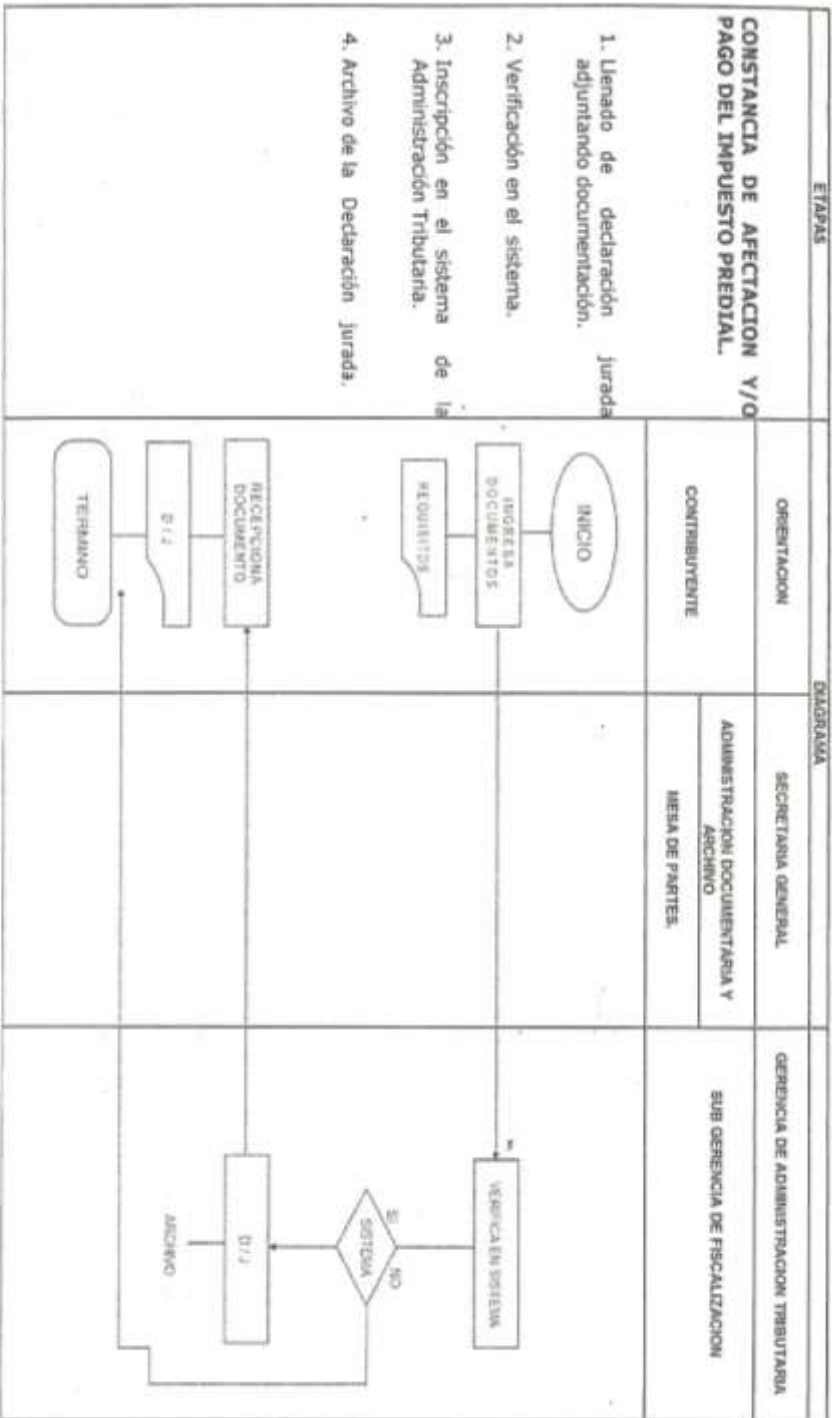 ETAPAS
DIAGRAMA
CONSTANCIA DE AFECTACION Y/O
PAGO DEL IMPUESTO PREDIAL.
1. Llenado de declaración jurada
adjuntando documentación.
2. Verificación en el sistema.
3. Inscripción en el sistema de la
Administración Tributaria.
4. Archivo de la Declaración jurada.
ORIENTACION
SECRETARIA GENERAL
GERENCIA DE ADMINISTRACION TRIBUTARIA
CONTRIBUYENTE
ADMINISTRACION DOCUMENTARIA Y
ARCHIVO
MESA DE PARTES.
SUB GERENCIA DE FISCALIZACION
INICIO
INGRESA
DOCUMENTOS
REQUISITOS
VERIFICA EN SISTEMA
SI
NO
SISTEMA
RECEPCIONA
DOCUMENTO
D / J
D / J
ARCHIVO
TERMINO